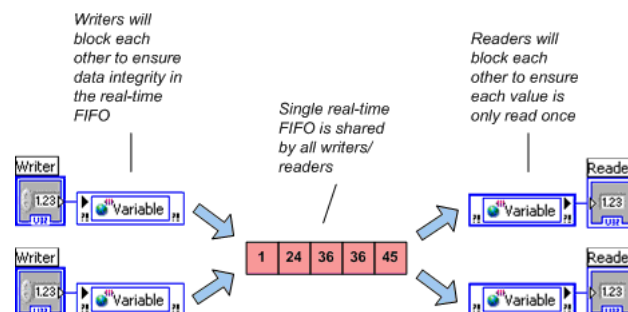 Writers will
block each
other to ensure
data integrity in
the real-time
FIFO
Single real-time
FIFO is shared
by all writers/
readers
Readers will
block each
other to ensure
each value is
only read once
Writer
1.23
Variable
?!
?!
1 24 36 36 45
?!
Variable
?!
Reade
1.23
Writer
1.23
Variable
?!
?!
Variable
?!
Reade
1.23